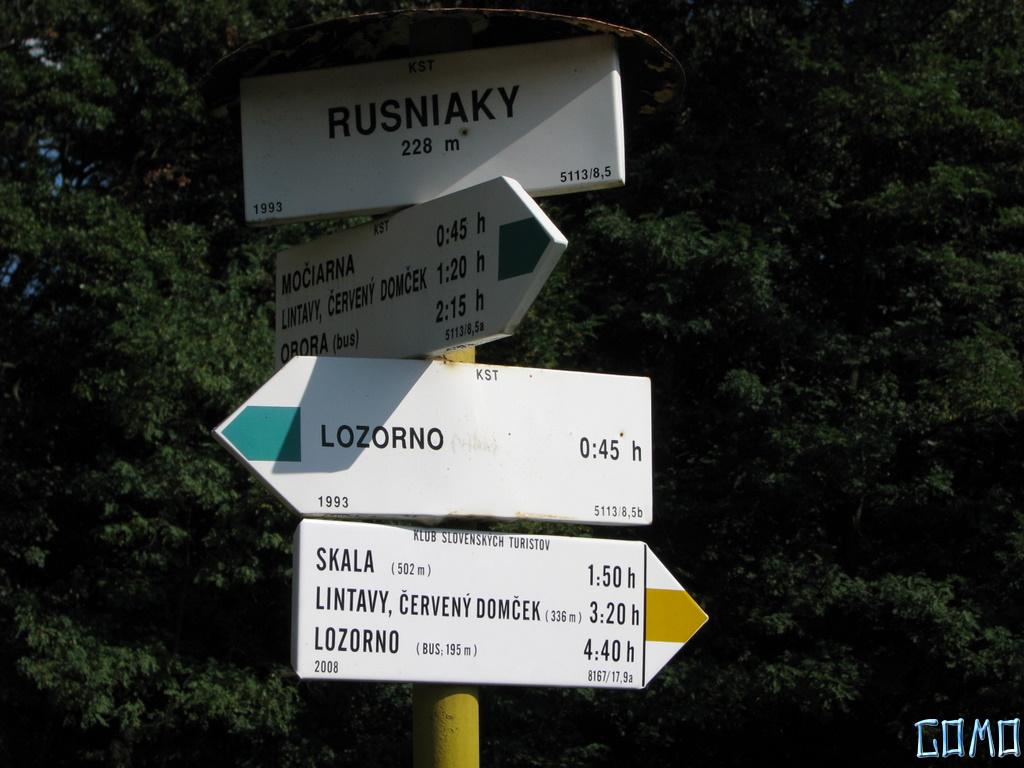 KST
RUSNIAKY
228 m
1993 5113/8,5
KST
MOČIARNA 0:45 h
LINTAVY, ČERVENÝ DOMČEK 1:20 h
OBORA (bus) 2:15 h
5113/8,5a
KST
LOZORNO 0:45 h
1993 5113/8,5b
KLUB SLOVENSKÝCH TURISTOV
SKALA (502 m) 1:50 h
LINTAVY, ČERVENÝ DOMČEK (336 m) 3:20 h
LOZORNO (BUS; 195 m) 4:40 h
2008 8167/17,9a
COMO